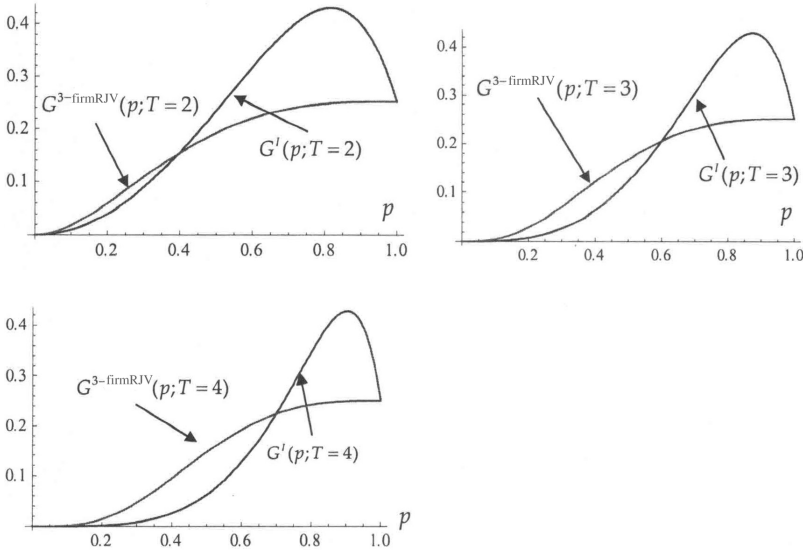 0.4
0.3
0.2
0.1
G^{3-firmRJV}(p;T=2)
G^I(p;T=2)
p
0.2 0.4 0.6 0.8 1.0
0.4
0.3
0.2
0.1
G^{3-firmRJV}(p;T=3)
G^I(p;T=3)
p
0.2 0.4 0.6 0.8 1.0
0.4
0.3
0.2
0.1
G^{3-firmRJV}(p;T=4)
G^I(p;T=4)
p
0.2 0.4 0.6 0.8 1.0